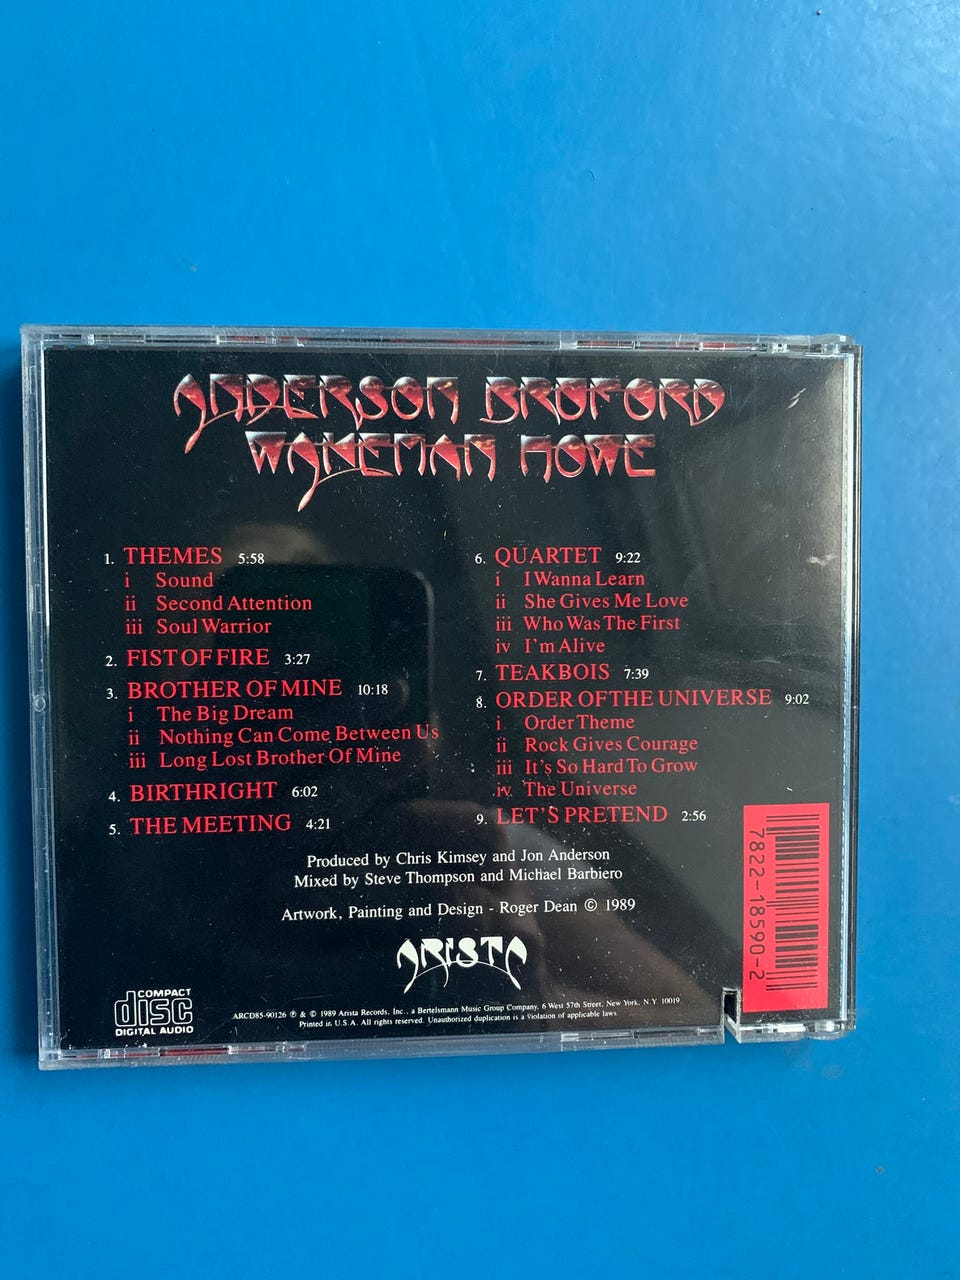 ANDERSON BRUFORD
WAKEMAN HOWE
1. THEMES 5:58
i Sound
ii Second Attention
iii Soul Warrior
2. FIST OF FIRE 3:27
3. BROTHER OF MINE 10:18
i The Big Dream
ii Nothing Can Come Between Us
iii Long Lost Brother Of Mine
4. BIRTHRIGHT 6:02
5. THE MEETING 4:21
6. QUARTET 9:22
i I Wanna Learn
ii She Gives Me Love
iii Who Was The First
iv I'm Alive
7. TEAKBOIS 7:39
8. ORDER OF THE UNIVERSE 9:02
i Order Theme
ii Rock Gives Courage
iii It's So Hard To Grow
iv. The Universe
9. LET'S PRETEND 2:56
Produced by Chris Kimsey and Jon Anderson
Mixed by Steve Thompson and Michael Barbiero
Artwork, Painting and Design - Roger Dean © 1989
ARISTA
COMPACT
disc
DIGITAL AUDIO
ARCD85-90126 ℗ & © 1989 Arista Records, Inc., a Bertelsmann Music Group Company, 6 West 57th Street, New York, N.Y. 10019
Printed in U.S.A. All rights reserved. Unauthorized duplication is a violation of applicable laws
7822-18590-2